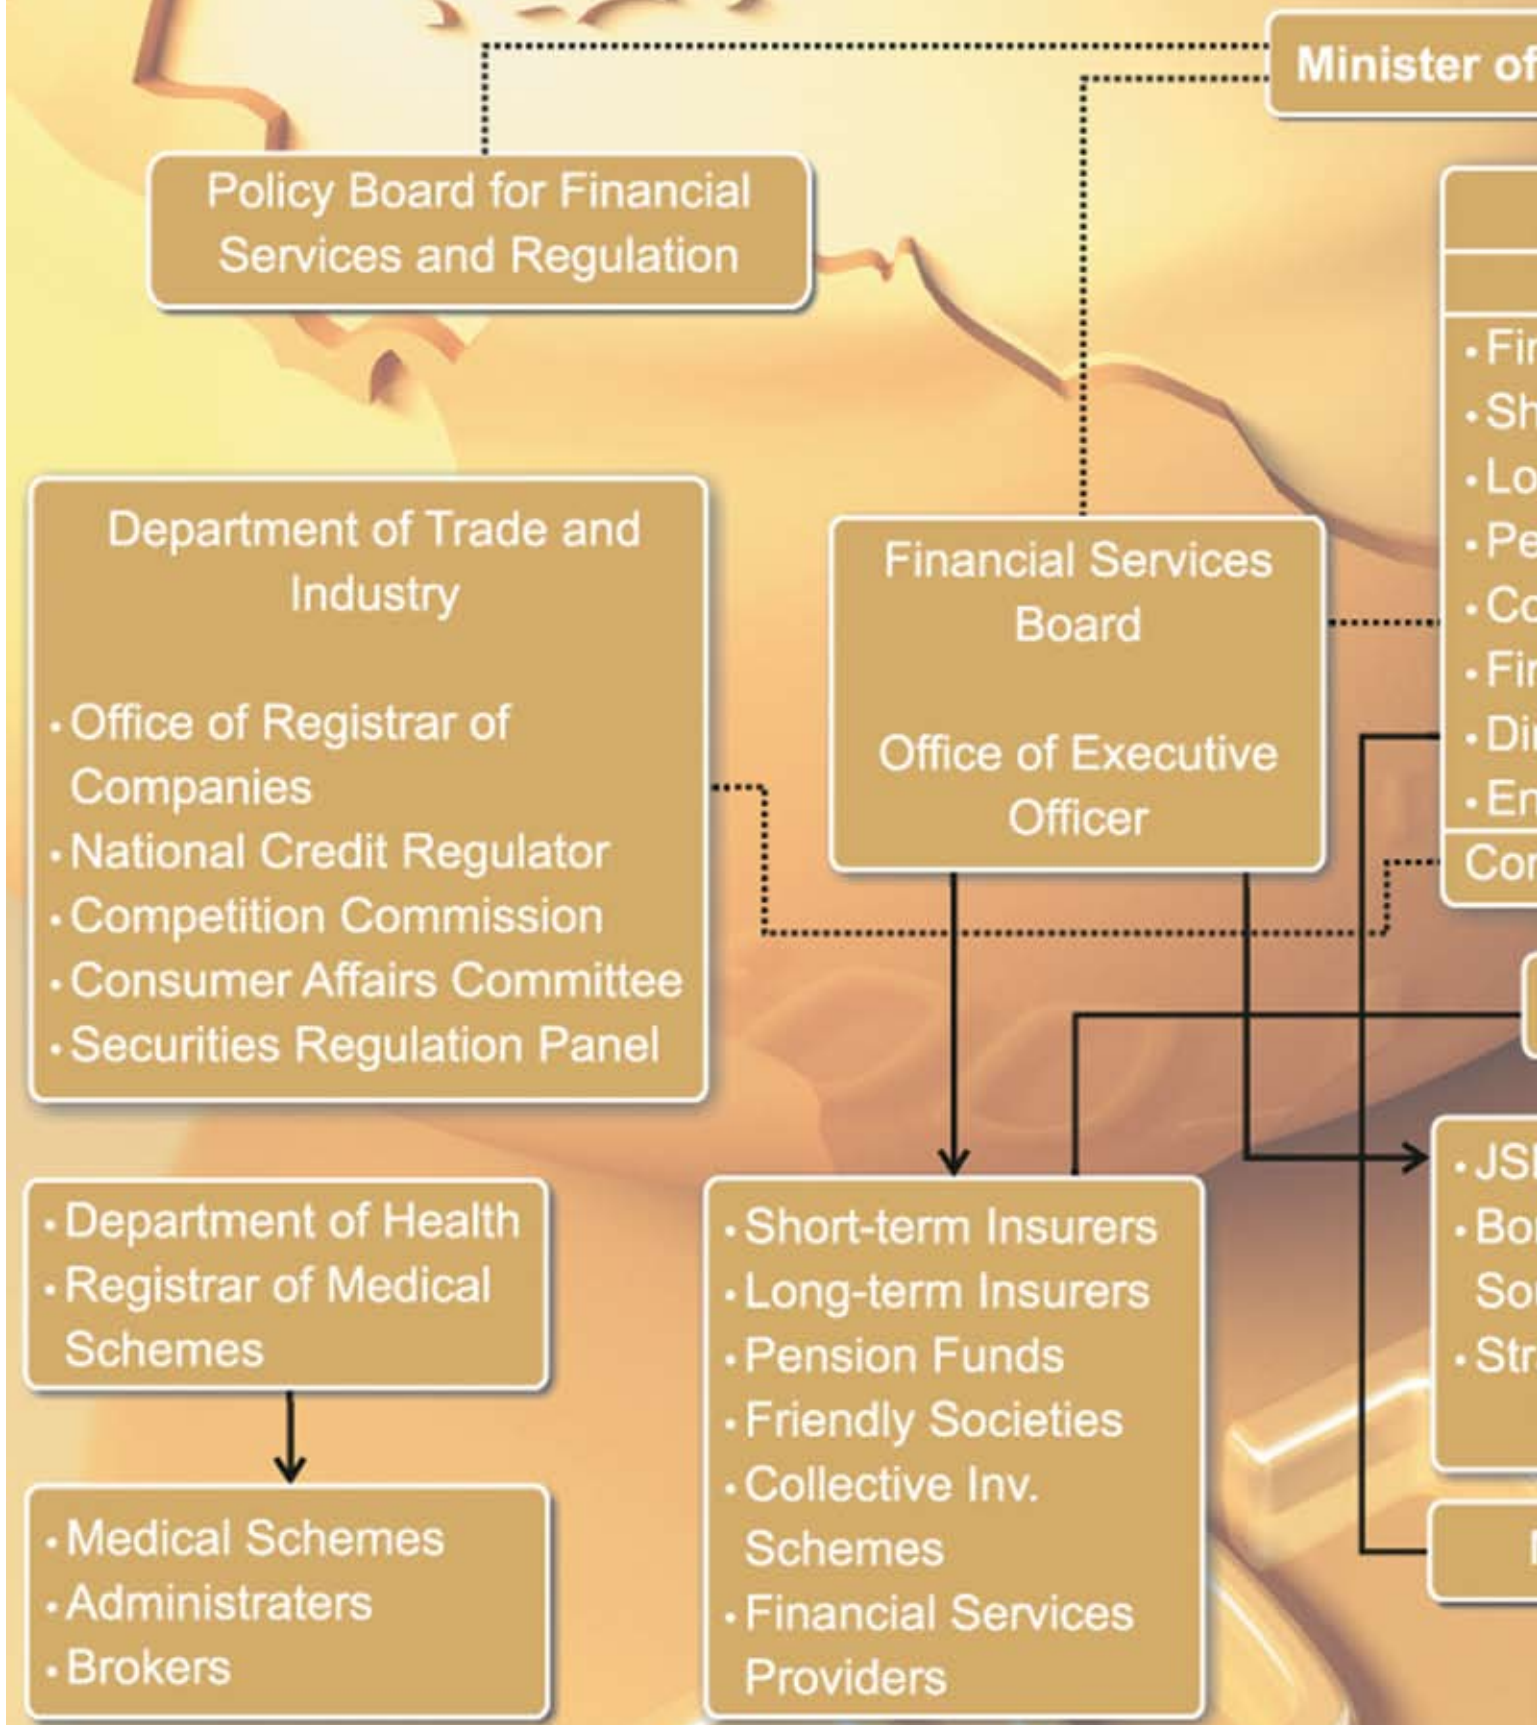 Minister of
Policy Board for Financial
Services and Regulation
Department of Trade and
Industry
• Office of Registrar of
Companies
• National Credit Regulator
• Competition Commission
• Consumer Affairs Committee
• Securities Regulation Panel
Financial Services
Board
Office of Executive
Officer
• Department of Health
• Registrar of Medical
Schemes
• Medical Schemes
• Administraters
• Brokers
• Short-term Insurers
• Long-term Insurers
• Pension Funds
• Friendly Societies
• Collective Inv.
Schemes
• Financial Services
Providers